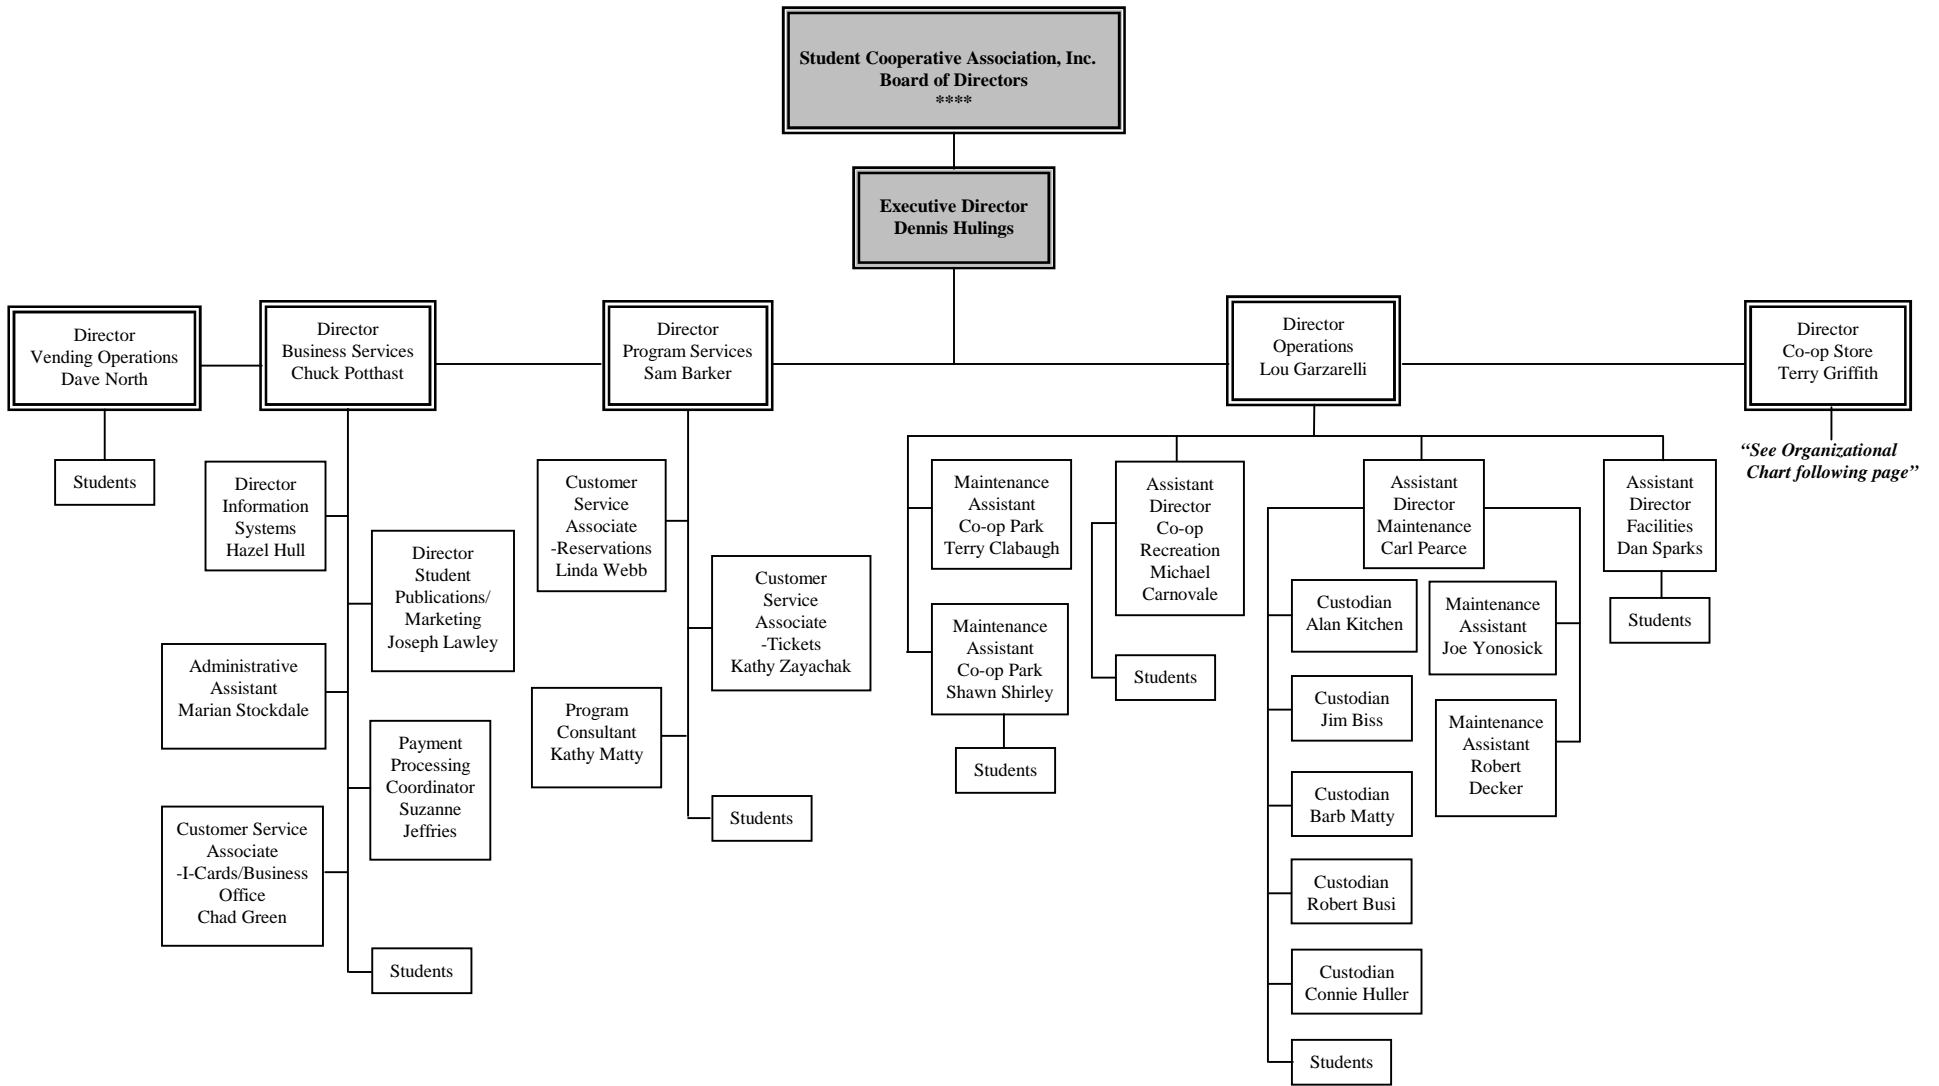 Student Cooperative Association, Inc.
Board of Directors
****
Executive Director
Dennis Hulings
Director
Vending Operations
Dave North
Director
Business Services
Chuck Potthast
Director
Program Services
Sam Barker
Director
Operations
Lou Garzarelli
Director
Co-op Store
Terry Griffith
Students
Director
Information
Systems
Hazel Hull
Director
Student
Publications/
Marketing
Joseph Lawley
Administrative
Assistant
Marian Stockdale
Payment
Processing
Coordinator
Suzanne
Jeffries
Customer Service
Associate
-I-Cards/Business
Office
Chad Green
Students
Customer
Service
Associate
-Reservations
Linda Webb
Customer
Service
Associate
-Tickets
Kathy Zayachak
Program
Consultant
Kathy Matty
Students
Maintenance
Assistant
Co-op Park
Terry Clabaugh
Maintenance
Assistant
Co-op Park
Shawn Shirley
Students
Assistant
Director
Co-op
Recreation
Michael
Carnovale
Students
Assistant
Director
Maintenance
Carl Pearce
Custodian
Alan Kitchen
Custodian
Jim Biss
Custodian
Barb Matty
Custodian
Robert Busi
Custodian
Connie Huller
Students
Maintenance
Assistant
Joe Yonosick
Maintenance
Assistant
Robert
Decker
Assistant
Director
Facilities
Dan Sparks
Students
“See Organizational
Chart following page”